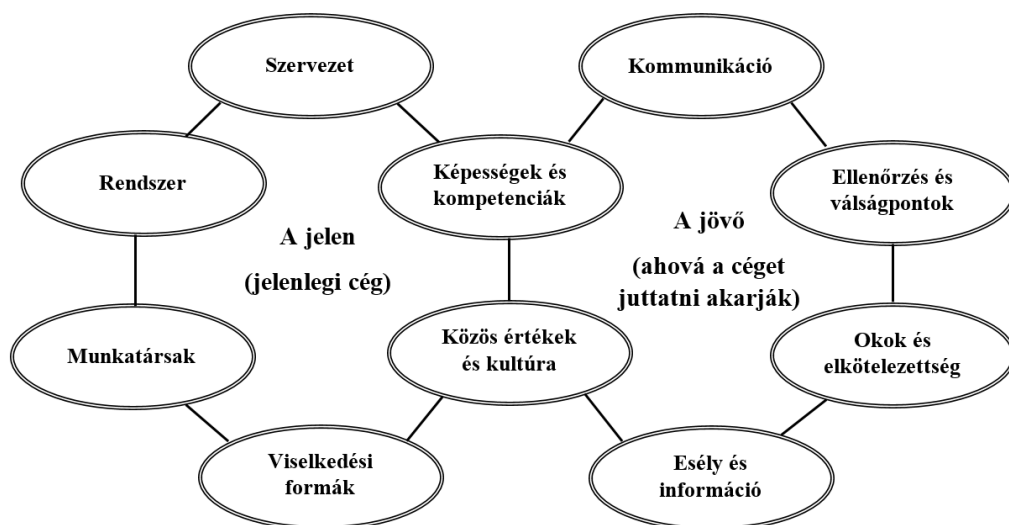 Szervezet
Kommunikáció
Rendszer
Képességek és
kompetenciák
Ellenőrzés és
válságpontok
A jelen
(jelenlegi cég)
A jövő
(ahová a céget
juttatni akarják)
Munkatársak
Közös értékek
és kultúra
Okok és
elkötelezettség
Viselkedési
formák
Esély és
információ